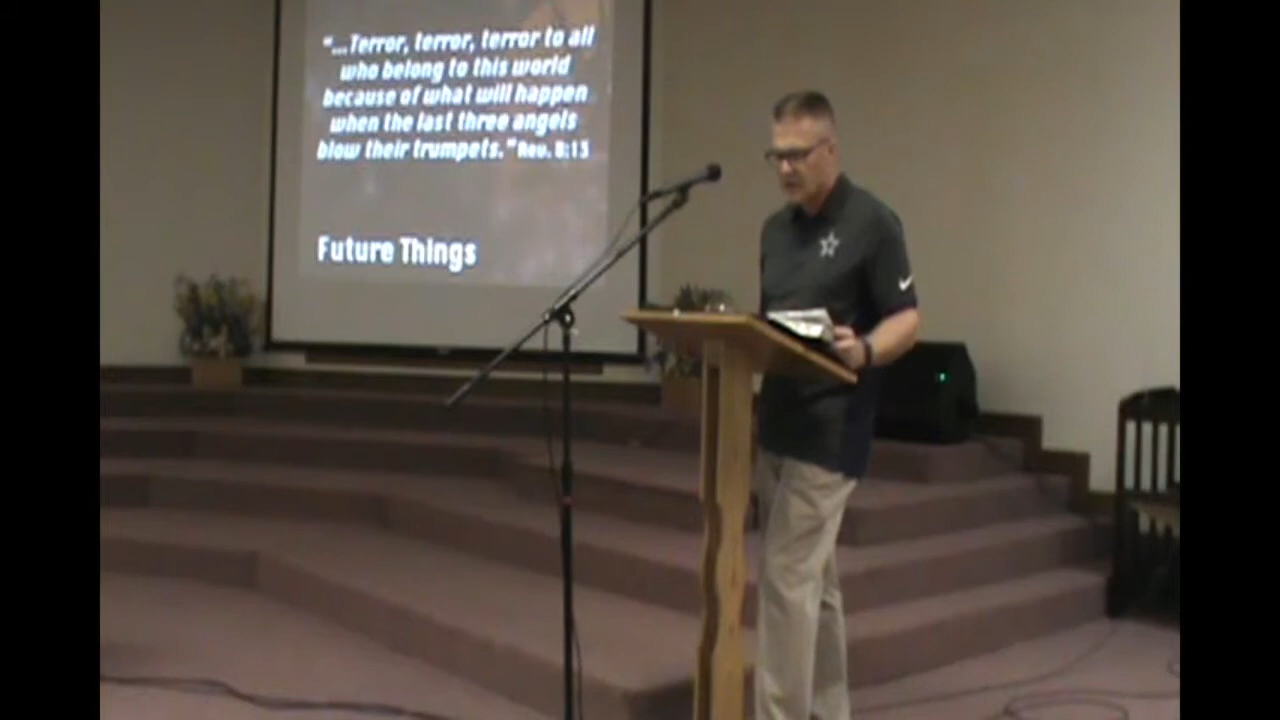 "...Terror, terror, terror to all
who belong to this world
because of what will happen
when the last three angels
blow their trumpets." Rev. 8:13
Future Things